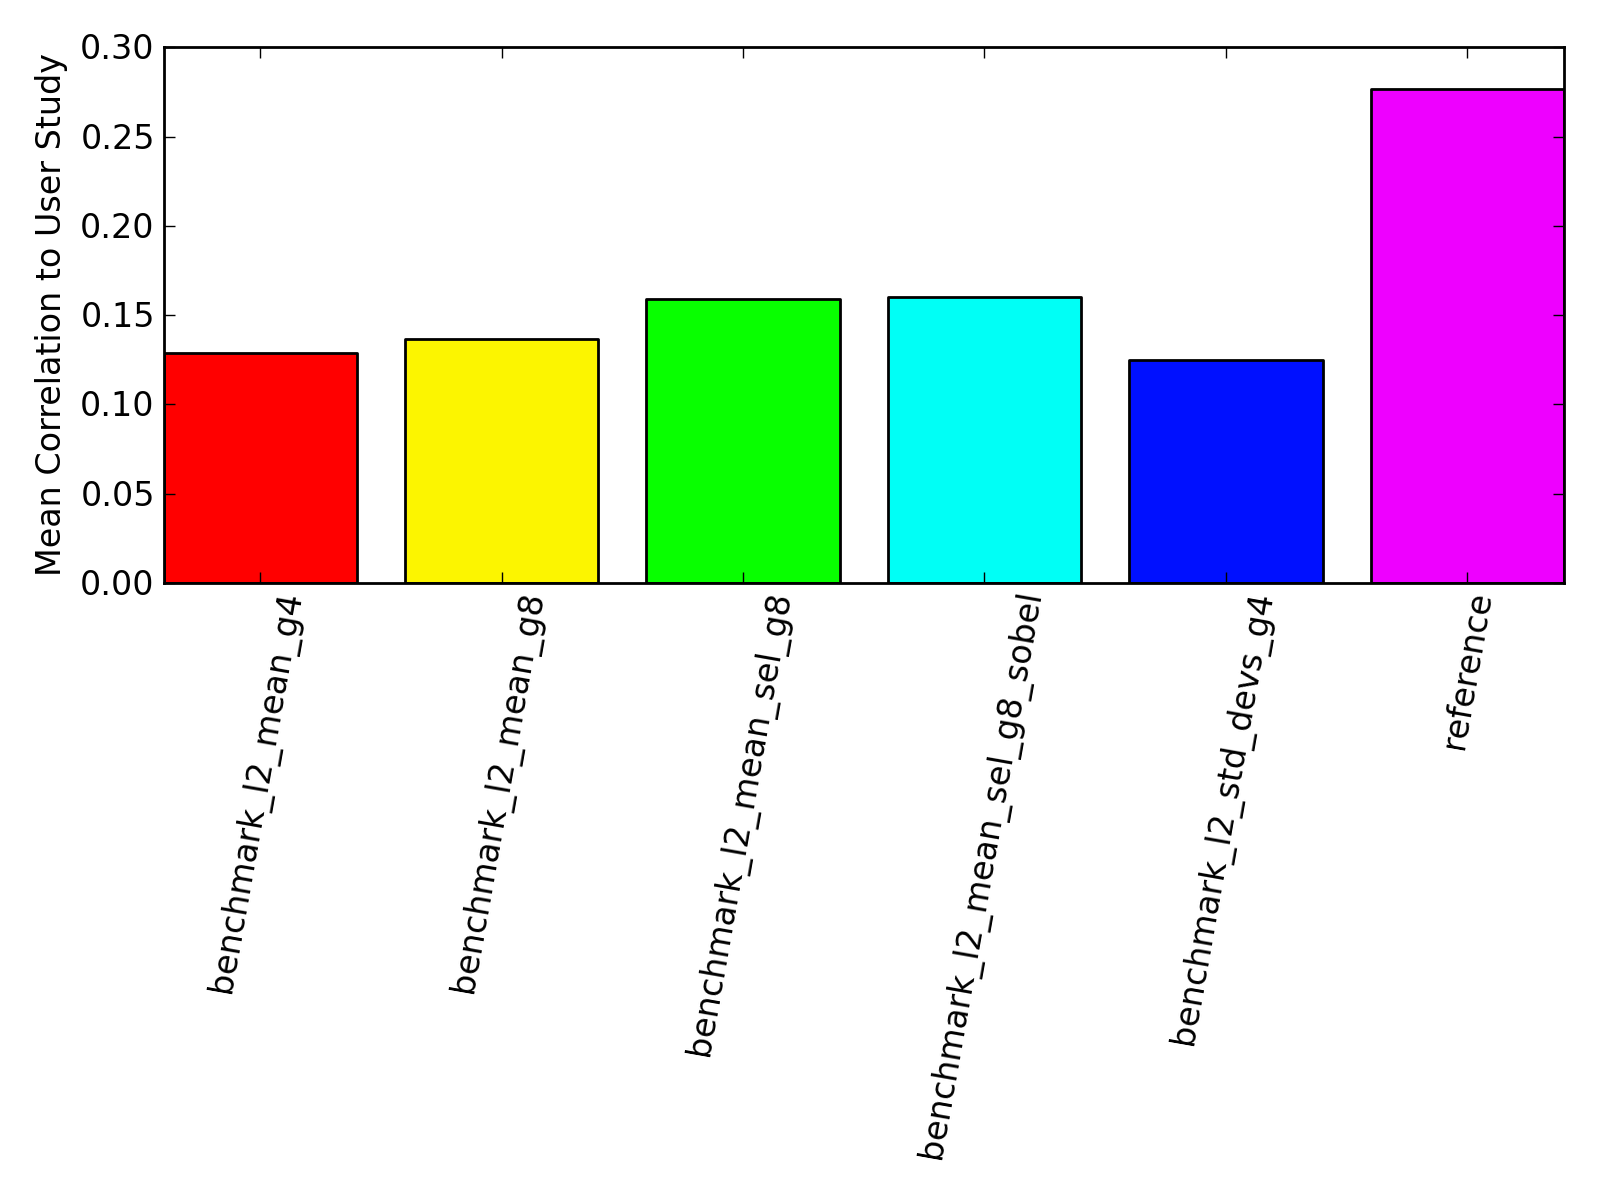 Mean Correlation to User Study
0.30
0.25
0.20
0.15
0.10
0.05
0.00
benchmark_l2_mean_g4
benchmark_l2_mean_g8
benchmark_l2_mean_sel_g8
benchmark_l2_mean_sel_g8_sobel
benchmark_l2_std_devs_g4
reference